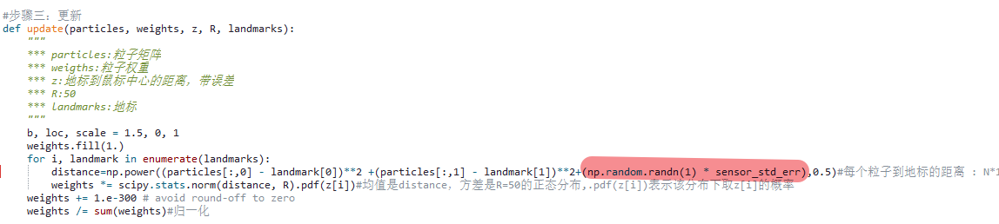 #步骤三：更新
def update(particles, weights, z, R, landmarks):
"""
*** particles:粒子矩阵
*** weigths:粒子权重
*** z:地标到鼠标中心的距离，带误差
*** R:50
*** landmarks:地标
"""
b, loc, scale = 1.5, 0, 1
weights.fill(1.)
for i, landmark in enumerate(landmarks):
distance=np.power((particles[:,0] - landmark[0])**2 +(particles[:,1] - landmark[1])**2+(np.random.randn(1) * sensor_std_err),0.5)#每个粒子到地标的距离 : N*1
weights *= scipy.stats.norm(distance, R).pdf(z[i])#均值是distance，方差是R=50的正态分布,.pdf(z[i])表示该分布下取z[i]的概率
weights += 1.e-300 # avoid round-off to zero
weights /= sum(weights)#归一化